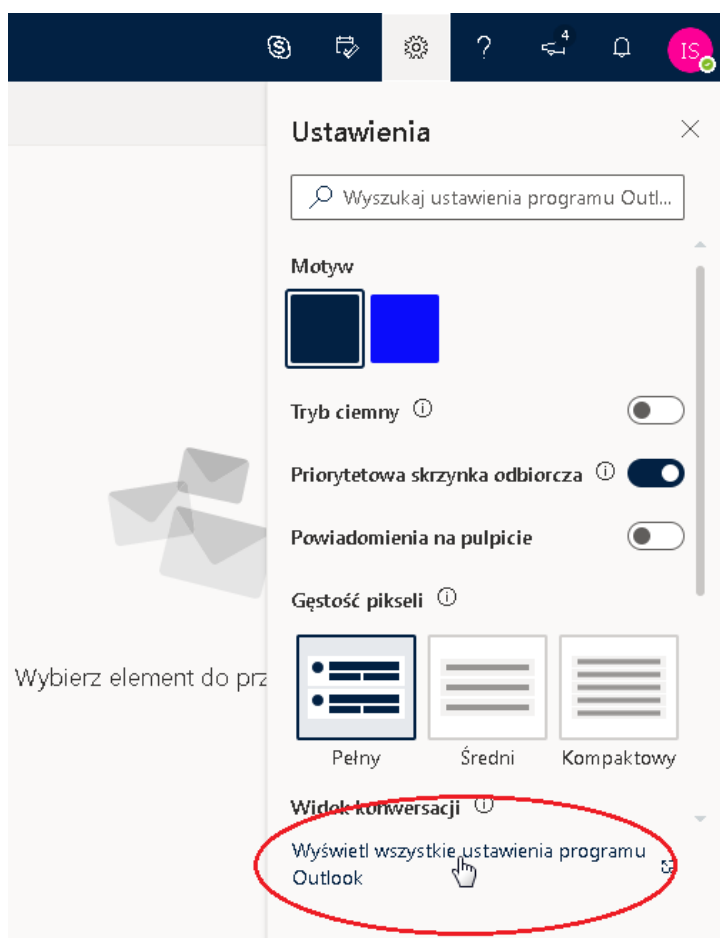 4
IS
Ustawienia
Wyszukaj ustawienia programu Outl...
Motyw
Tryb ciemny
Priorytetowa skrzynka odbiorcza
Powiadomienia na pulpicie
Gęstość pikseli
Wybierz element do prz
Pełny Średni Kompaktowy
Widok konwersacji
Wyświetl wszystkie ustawienia programu
Outlook